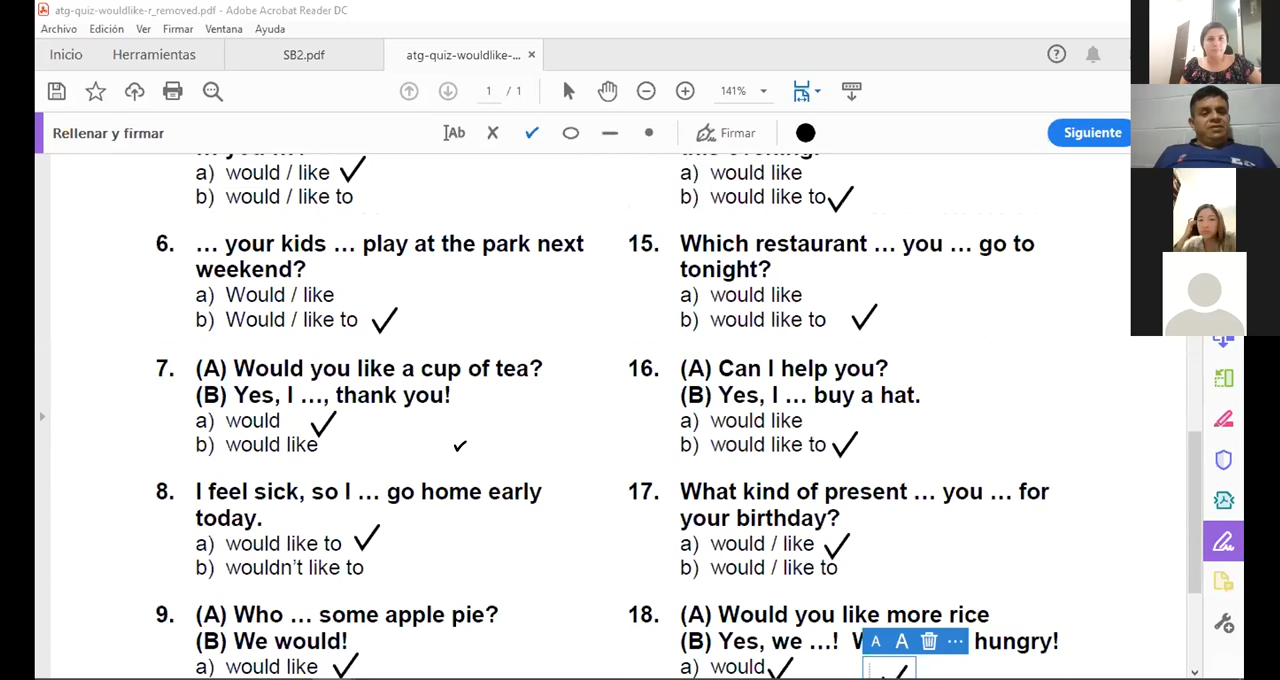 atg-quiz-wouldlike-r_removed.pdf - Adobe Acrobat Reader DC
Archivo Edición Ver Firmar Ventana Ayuda
Inicio Herramientas SB2.pdf atg-quiz-wouldlike-... ×
1 / 1 141%
Rellenar y firmar Ab Firmar Siguiente
a) would / like
b) would / like to
6. ... your kids ... play at the park next
weekend?
a) Would / like
b) Would / like to
7. (A) Would you like a cup of tea?
(B) Yes, I ..., thank you!
a) would
b) would like
8. I feel sick, so I ... go home early
today.
a) would like to
b) wouldn't like to
9. (A) Who ... some apple pie?
(B) We would!
a) would like
this evening.
a) would like
b) would like to
15. Which restaurant ... you ... go to
tonight?
a) would like
b) would like to
16. (A) Can I help you?
(B) Yes, I ... buy a hat.
a) would like
b) would like to
17. What kind of present ... you ... for
your birthday?
a) would / like
b) would / like to
18. (A) Would you like more rice
(B) Yes, we ...! hungry!
A A ...
a) would